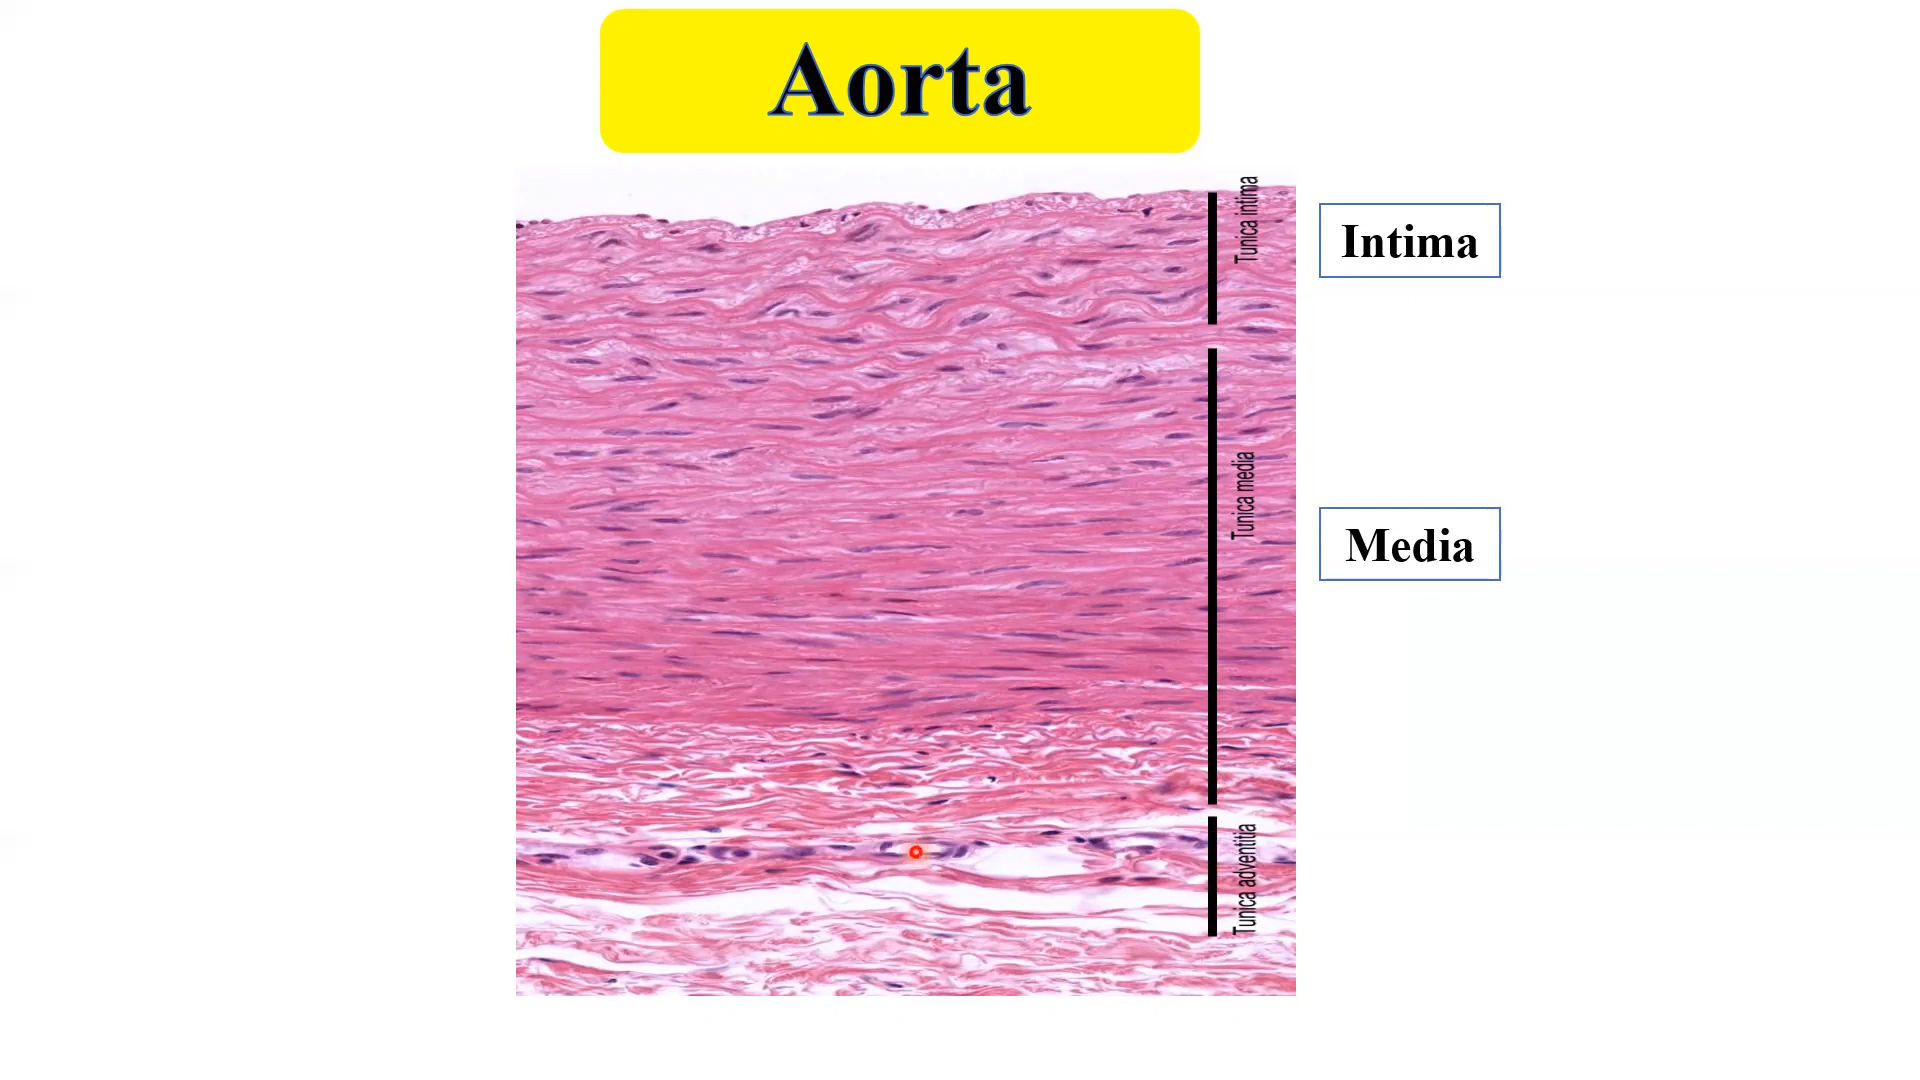 Aorta
Tunica intima
Intima
Tunica media
Media
Tunica adventitia